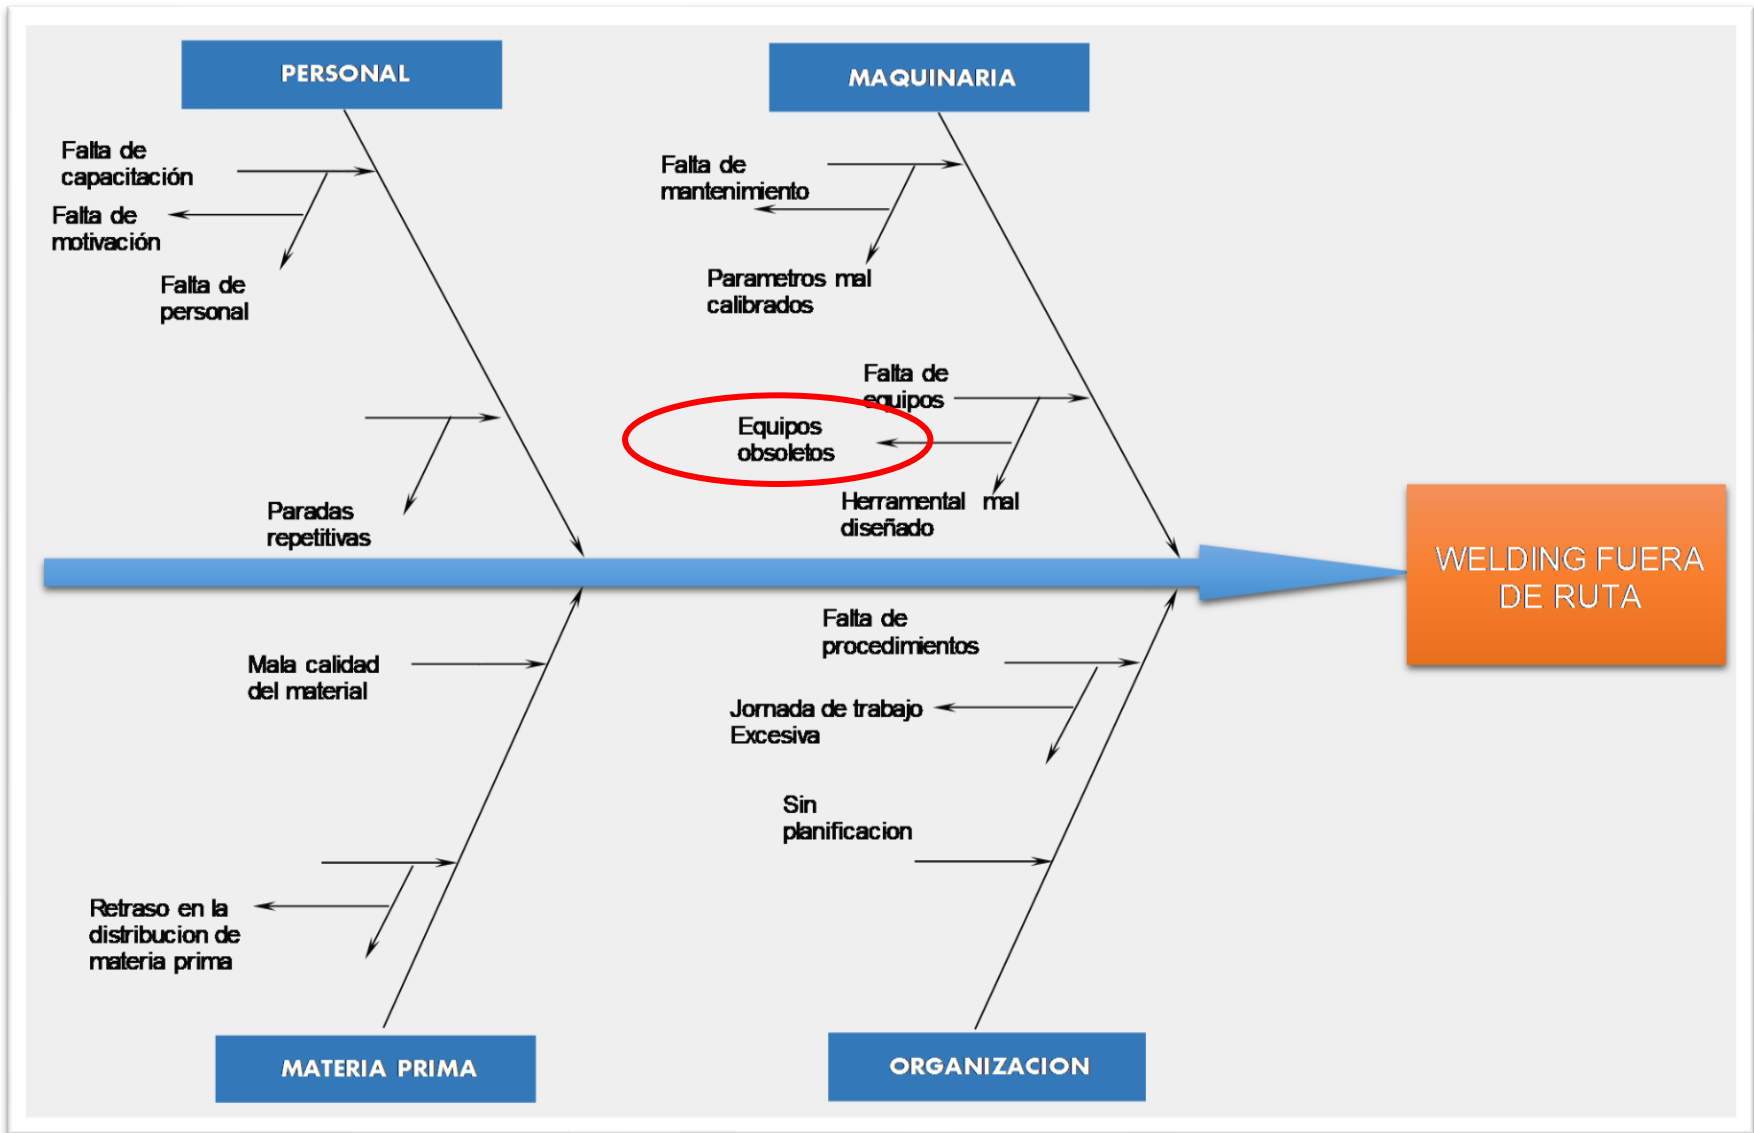 PERSONAL
MAQUINARIA
Falta de
capacitación
Falta de
motivación
Falta de
personal
Paradas
repetitivas
Falta de
mantenimiento
Parametros mal
calibrados
Falta de
equipos
Equipos
obsoletos
Herramental mal
diseñado
WELDING FUERA
DE RUTA
Mala calidad
del material
Retraso en la
distribucion de
materia prima
Falta de
procedimientos
Jornada de trabajo
Excesiva
Sin
planificacion
MATERIA PRIMA
ORGANIZACION